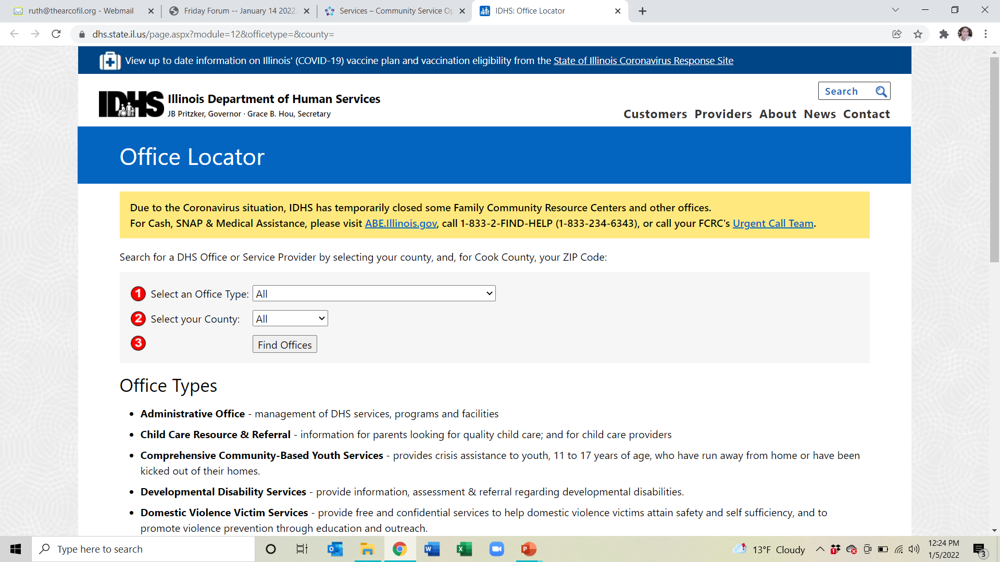 ruth@thearcofil.org - Webmail
Friday Forum -- January 14 2022
Services – Community Service Op
IDHS: Office Locator
dhs.state.il.us/page.aspx?module=12&officetype=&county=
View up to date information on Illinois' (COVID-19) vaccine plan and vaccination eligibility from the State of Illinois Coronavirus Response Site
IDHS
Illinois Department of Human Services
JB Pritzker, Governor · Grace B. Hou, Secretary
Search
Customers Providers About News Contact
Office Locator
Due to the Coronavirus situation, IDHS has temporarily closed some Family Community Resource Centers and other offices.
For Cash, SNAP & Medical Assistance, please visit ABE.Illinois.gov, call 1-833-2-FIND-HELP (1-833-234-6343), or call your FCRC's Urgent Call Team.
Search for a DHS Office or Service Provider by selecting your county, and, for Cook County, your ZIP Code:
1 Select an Office Type: All
2 Select your County: All
3 Find Offices
Office Types
• Administrative Office - management of DHS services, programs and facilities
• Child Care Resource & Referral - information for parents looking for quality child care; and for child care providers
• Comprehensive Community-Based Youth Services - provides crisis assistance to youth, 11 to 17 years of age, who have run away from home or have been
kicked out of their homes.
• Developmental Disability Services - provide information, assessment & referral regarding developmental disabilities.
• Domestic Violence Victim Services - provide free and confidential services to help domestic violence victims attain safety and self sufficiency, and to
promote violence prevention through education and outreach.
Type here to search
13°F Cloudy
12:24 PM
1/5/2022
3